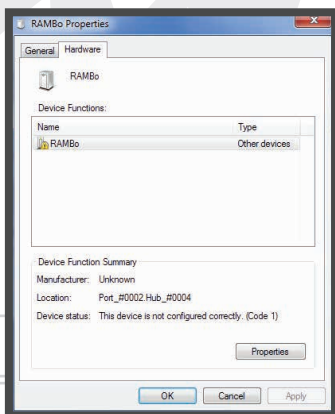 RAMBo Properties
General Hardware
RAMBo
Device Functions:
Name Type
RAMBo Other devices
Device Function Summary
Manufacturer: Unknown
Location: Port_#0002.Hub_#0004
Device status: This device is not configured correctly. (Code 1)
Properties
OK Cancel Apply